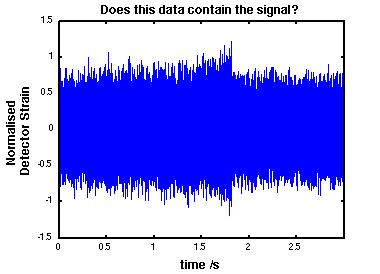 Does this data contain the signal?
1.5
1
0.5
0
-0.5
-1
-1.5
Normalised
Detector Strain
0 0.5 1 1.5 2 2.5
time /s